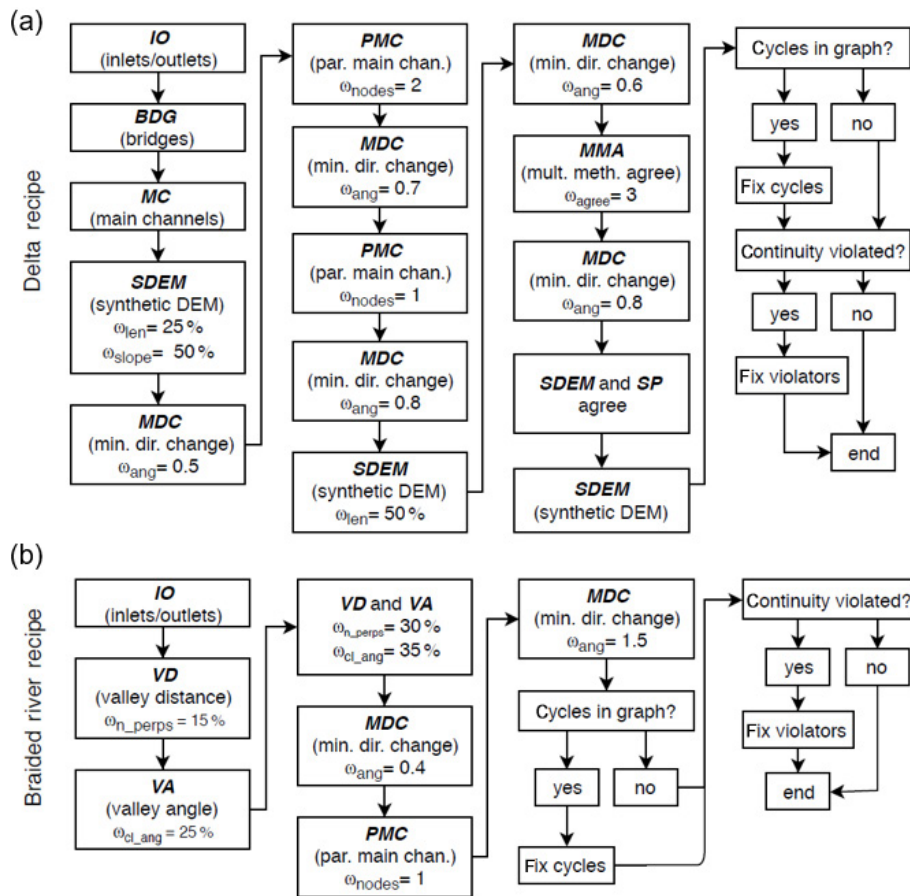 (a)
Delta recipe
IO
(inlets/outlets)
BDG
(bridges)
MC
(main channels)
SDEM
(synthetic DEM)
ωlen= 25 %
ωslope= 50 %
MDC
(min. dir. change)
ωang= 0.5
PMC
(par. main chan.)
ωnodes= 2
MDC
(min. dir. change)
ωang= 0.7
PMC
(par. main chan.)
ωnodes= 1
MDC
(min. dir. change)
ωang= 0.8
SDEM
(synthetic DEM)
ωlen= 50 %
MDC
(min. dir. change)
ωang= 0.6
MMA
(mult. meth. agree)
ωagree= 3
MDC
(min. dir. change)
ωang= 0.8
SDEM and SP
agree
SDEM
(synthetic DEM)
Cycles in graph?
yes
no
Fix cycles
Continuity violated?
yes
no
Fix violators
end
(b)
Braided river recipe
IO
(inlets/outlets)
VD
(valley distance)
ωn_perps = 15 %
VA
(valley angle)
ωcl_ang = 25 %
VD and VA
ωn_perps= 30 %
ωcl_ang= 35 %
MDC
(min. dir. change)
ωang= 0.4
PMC
(par. main chan.)
ωnodes= 1
MDC
(min. dir. change)
ωang= 1.5
Cycles in graph?
yes
no
Fix cycles
Continuity violated?
yes
no
Fix violators
end